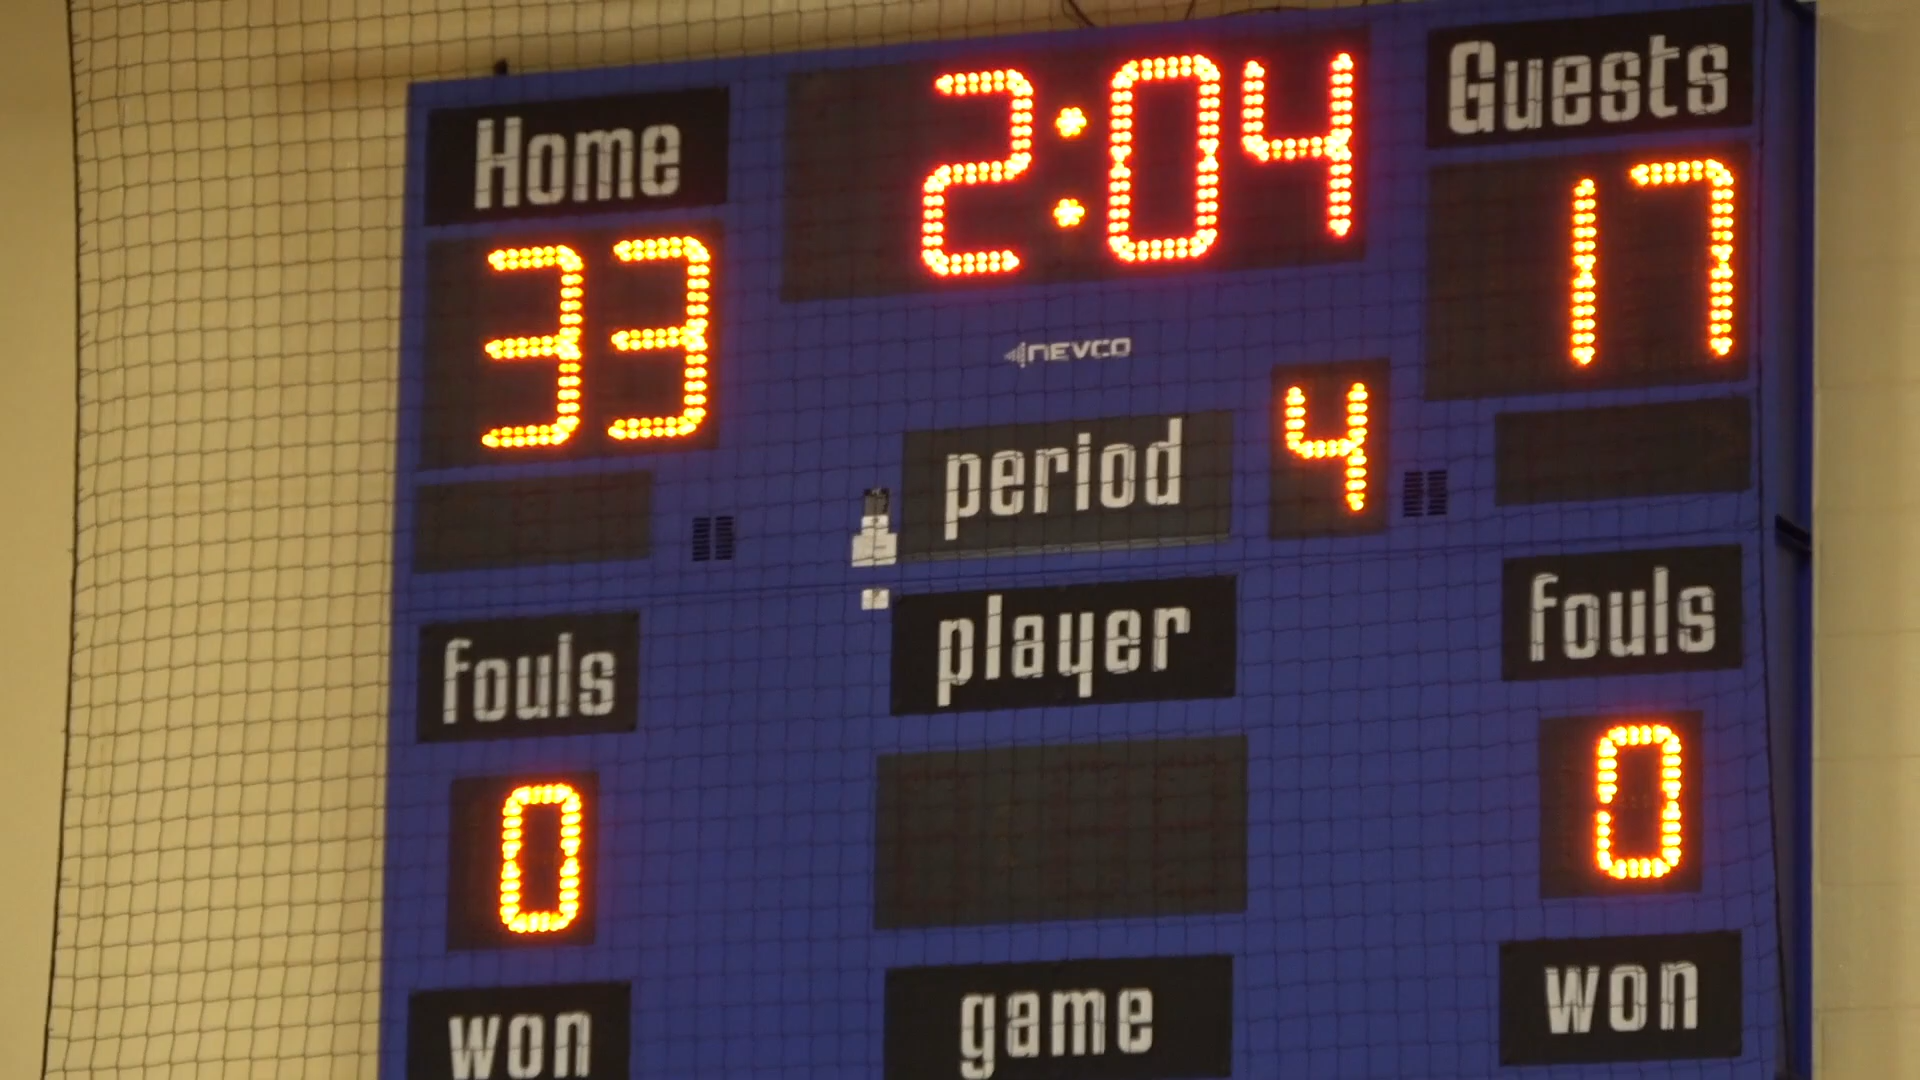 Home 2:04 Guests
33 17
NEVCO
period 4
fouls player fouls
0 0
won game won